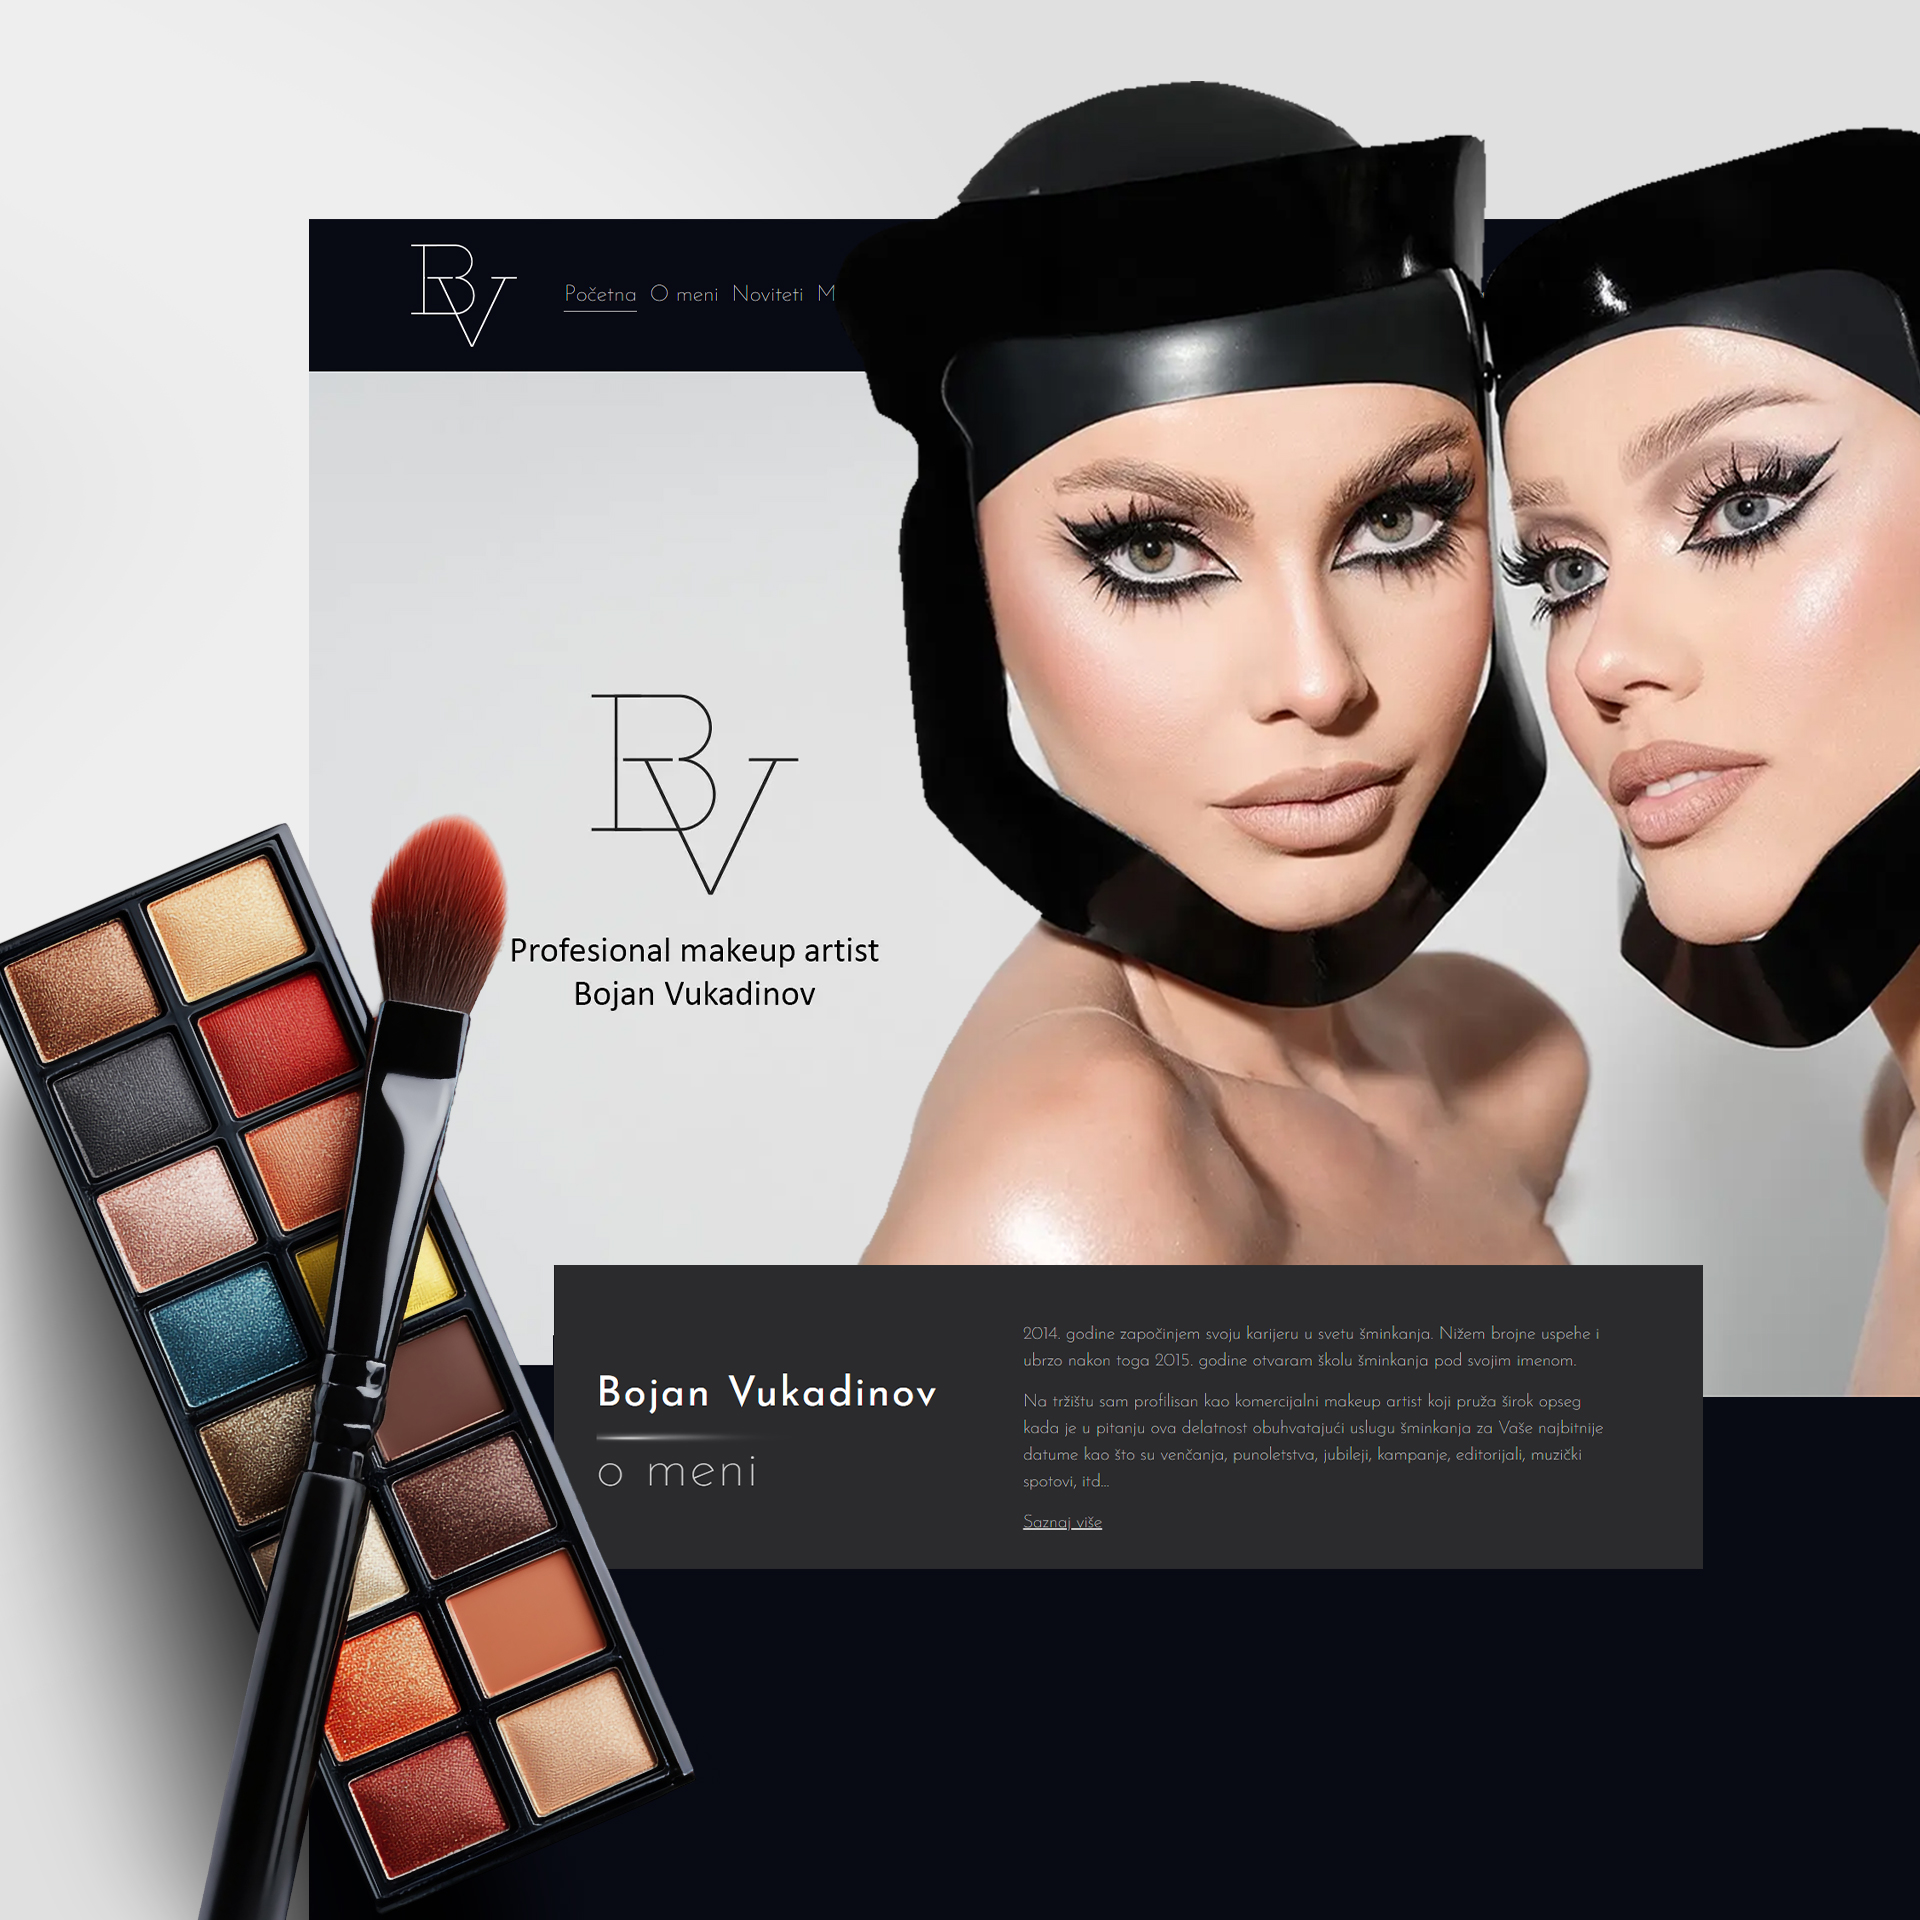 BV
Početna O meni Noviteti M
BV
Profesional makeup artist
Bojan Vukadinov
Bojan Vukadinov
o meni
2014. godine započinjem svoju karijeru u svetu šminkanja. Nižem brojne uspehe i
ubrzo nakon toga 2015. godine otvaram školu šminkanja pod svojim imenom.
Na tržištu sam profilisan kao komercijalni makeup artist koji pruža širok opseg
kada je u pitanju ova delatnost obuhvatajući uslugu šminkanja za Vaše najbitnije
datume kao što su venčanja, punoletstva, jubileji, kampanje, editorijali, muzički
spotovi, itd...
Saznaj više